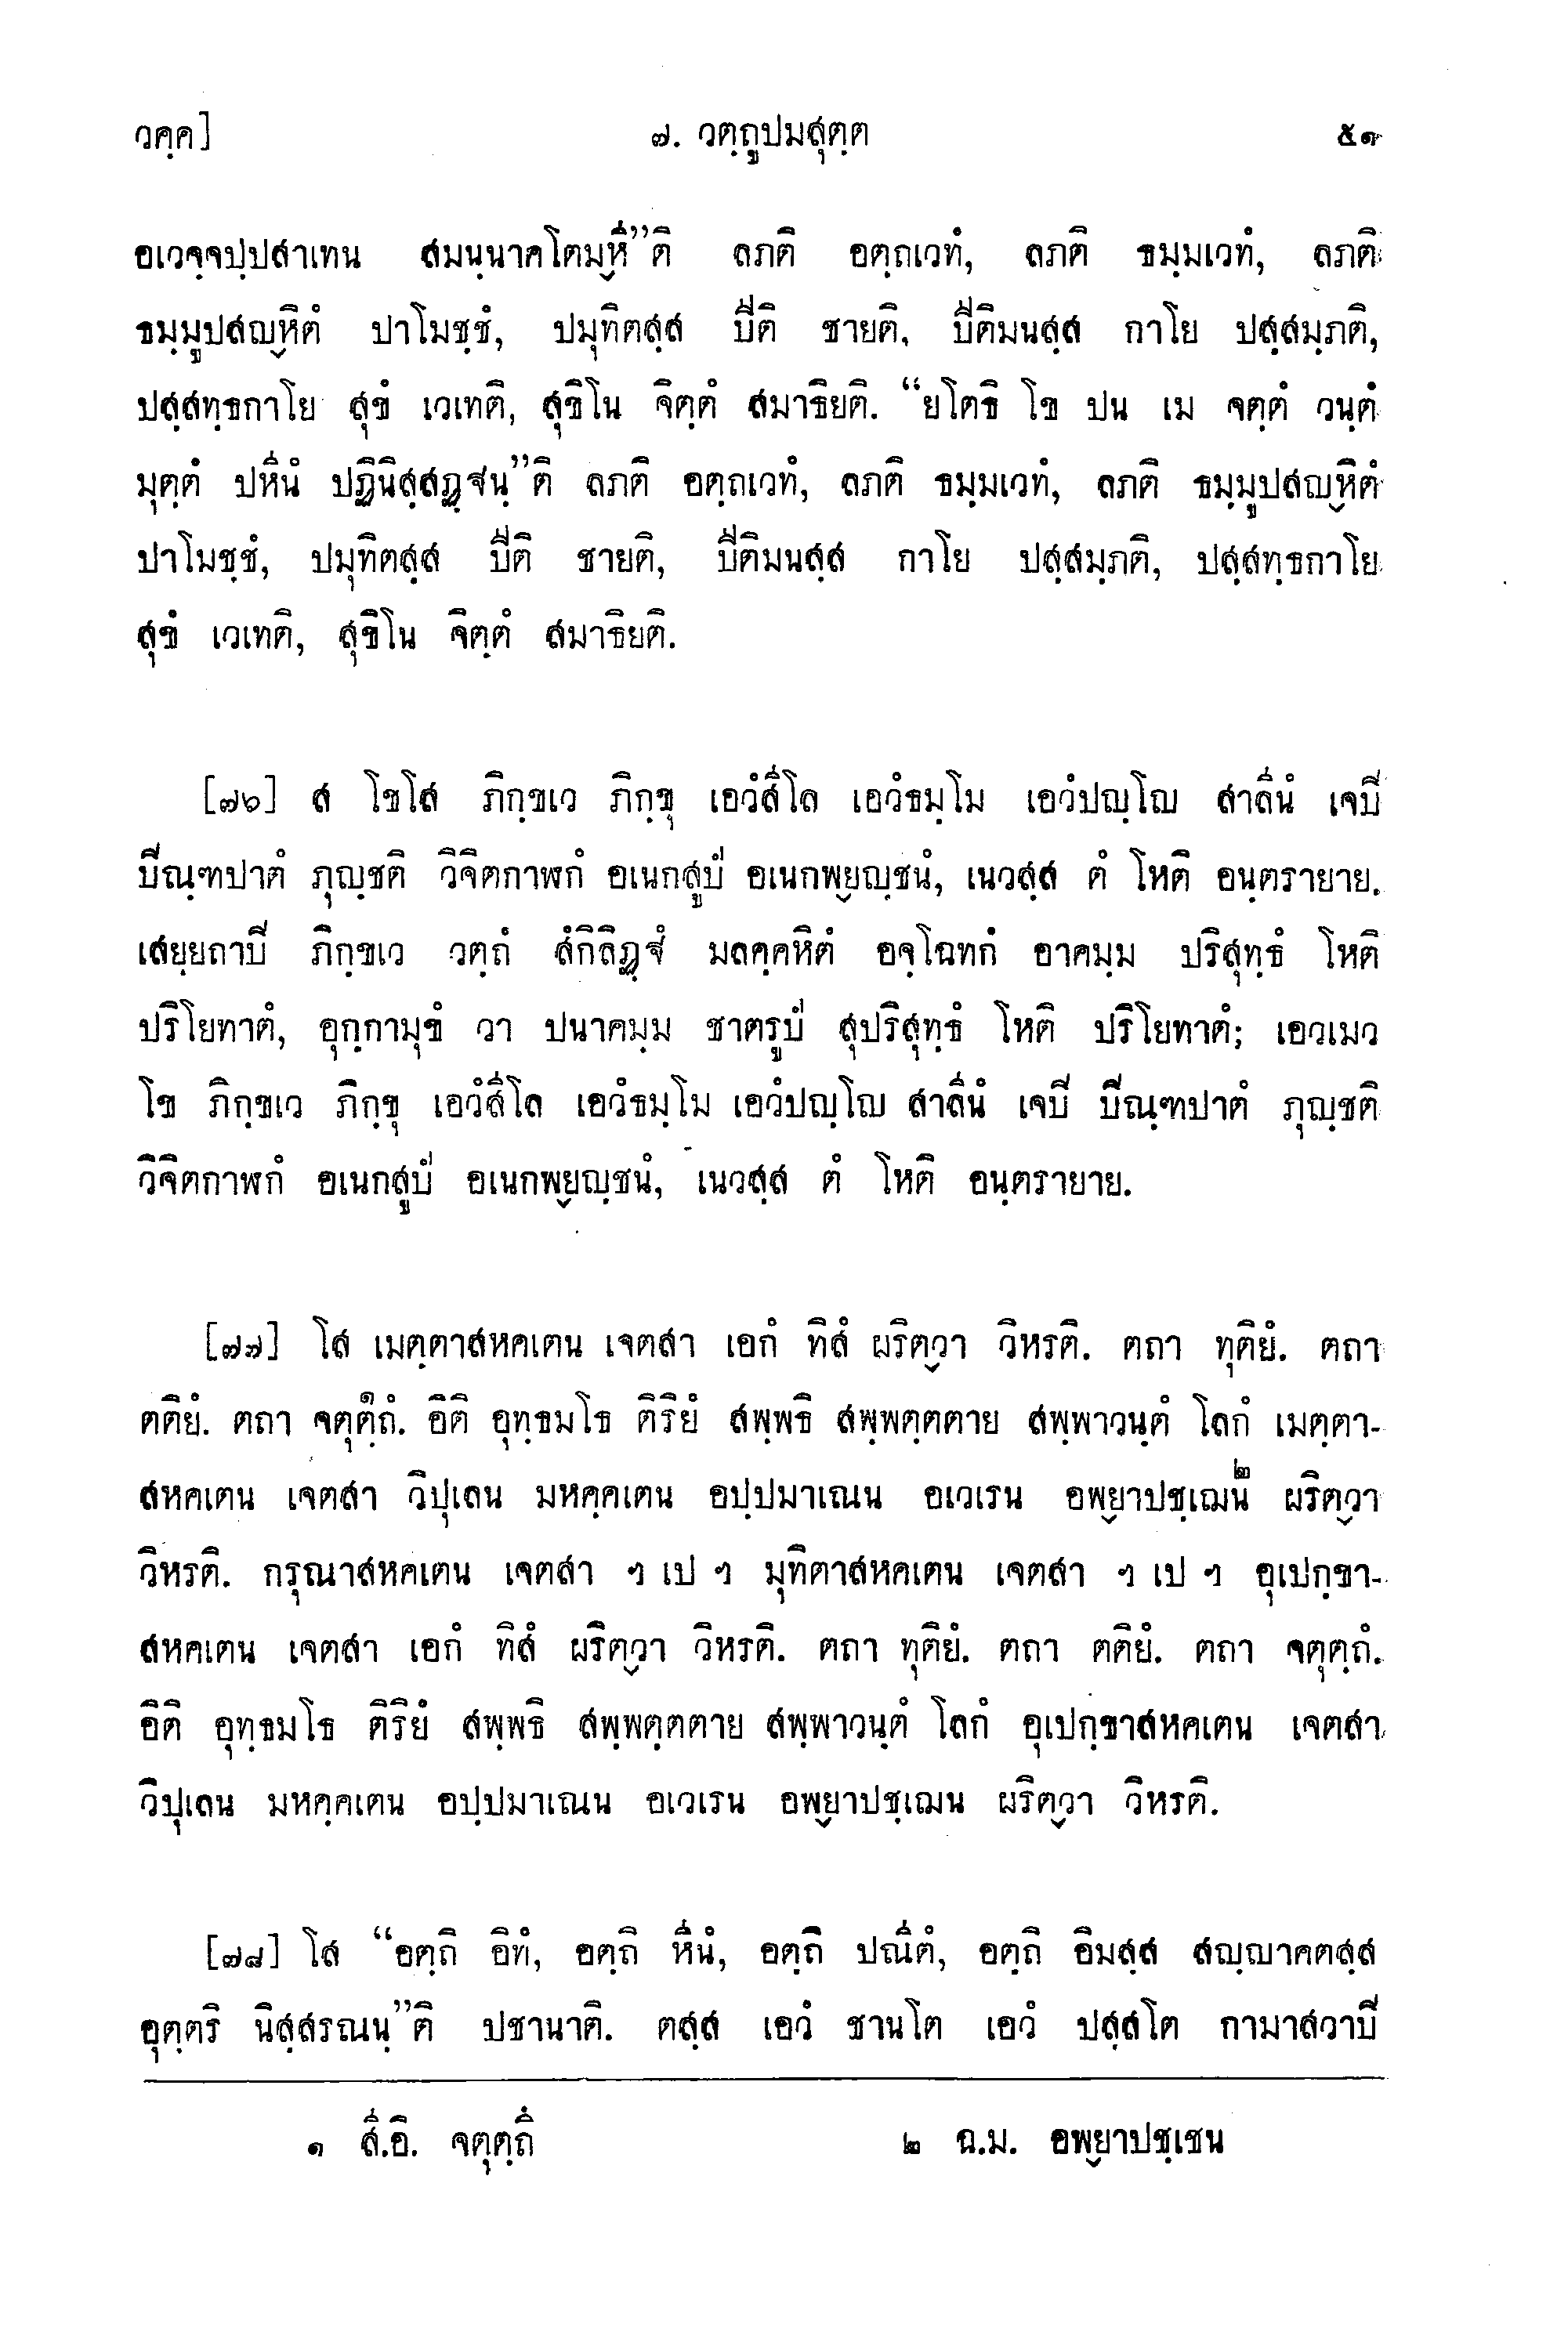 วคฺค]
๗. วตฺถูปมสุตฺต
๕๑
อเวจฺจปฺปสาเทน สมนฺนาคโตมฺหี”ติ ลภติ อตฺถเวทํ, ลภติ ธมฺมเวทํ, ลภติ
ธมฺมูปสญฺหิตํ ปาโมชฺชํ, ปมุทิตสฺส ปีติ ชายติ, ปีติมนสฺส กาโย ปสฺสมฺภติ,
ปสฺสทฺธกาโย สุขํ เวเทติ, สุขิโน จิตฺตํ สมาธิยติ. “ยโตธิ โข ปน เม จตฺตํ วนฺตํ
มุตฺตํ ปหีนํ ปฏินิสฺสฏฺฐนฺ”ติ ลภติ อตฺถเวทํ, ลภติ ธมฺมเวทํ, ลภติ ธมฺมูปสญฺหิตํ
ปาโมชฺชํ, ปมุทิตสฺส ปีติ ชายติ, ปีติมนสฺส กาโย ปสฺสมฺภติ, ปสฺสทฺธกาโย
สุขํ เวเทติ, สุขิโน จิตฺตํ สมาธิยติ.
[๗๖] ส โขโส ภิกฺขเว ภิกฺขุ เอวํสีโล เอวํธมฺโม เอวํปญฺโญ สาลีนํ เจปิ
ปิณฺฑปาตํ ภุญฺชติ วิจิตกาฬกํ อเนกสูปํ อเนกพฺยญฺชนํ, เนวสฺส ตํ โหติ อนฺตรายาย.
เสยฺยถาปิ ภิกฺขเว วตฺถํ สํกิลิฏฺฐํ มลคฺคหิตํ อจฺโฉทกํ อาคมฺม ปริสุทฺธํ โหติ
ปริโยทาตํ, อุกฺกามุขํ วา ปนาคมฺม ชาตรูปํ สุปริสุทฺธํ โหติ ปริโยทาตํ; เอวเมว
โข ภิกฺขเว ภิกฺขุ เอวํสีโล เอวํธมฺโม เอวํปญฺโญ สาลีนํ เจปิ ปิณฺฑปาตํ ภุญฺชติ
วิจิตกาฬกํ อเนกสูปํ อเนกพฺยญฺชนํ, เนวสฺส ตํ โหติ อนฺตรายาย.
[๗๗] โส เมตฺตาสหคเตน เจตสา เอกํ ทิสํ ผริตฺวา วิหรติ. ตถา ทุติยํ. ตถา
ตติยํ. ตถา จตุตฺถํ๑. อิติ อุทฺธมโธ ติริยํ สพฺพธิ สพฺพตฺตตาย สพฺพาวนฺตํ โลกํ เมตฺตา-
สหคเตน เจตสา วิปุเลน มหคฺคเตน อปฺปมาเณน อเวเรน อพฺยาปชฺเฌน๒ ผริตฺวา
วิหรติ. กรุณาสหคเตน เจตสา ฯ เป ฯ มุทิตาสหคเตน เจตสา ฯ เป ฯ อุเปกฺขา-
สหคเตน เจตสา เอกํ ทิสํ ผริตฺวา วิหรติ. ตถา ทุติยํ. ตถา ตติยํ. ตถา จตุตฺถํ.
อิติ อุทฺธมโธ ติริยํ สพฺพธิ สพฺพตฺตตาย สพฺพาวนฺตํ โลกํ อุเปกฺขาสหคเตน เจตสา
วิปุเลน มหคฺคเตน อปฺปมาเณน อเวเรน อพฺยาปชฺเฌน ผริตฺวา วิหรติ.
[๗๘] โส “อตฺถิ อิทํ, อตฺถิ หีนํ, อตฺถิ ปณีตํ, อตฺถิ อิมสฺส สญฺญาคตสฺส
อุตฺตริ นิสฺสรณนฺ”ติ ปชานาติ. ตสฺส เอวํ ชานโต เอวํ ปสฺสโต กามาสวาปิ
๑ สี.อิ. จตุตฺถึ
๒ ฉ.ม. อพฺยาปชฺเชน